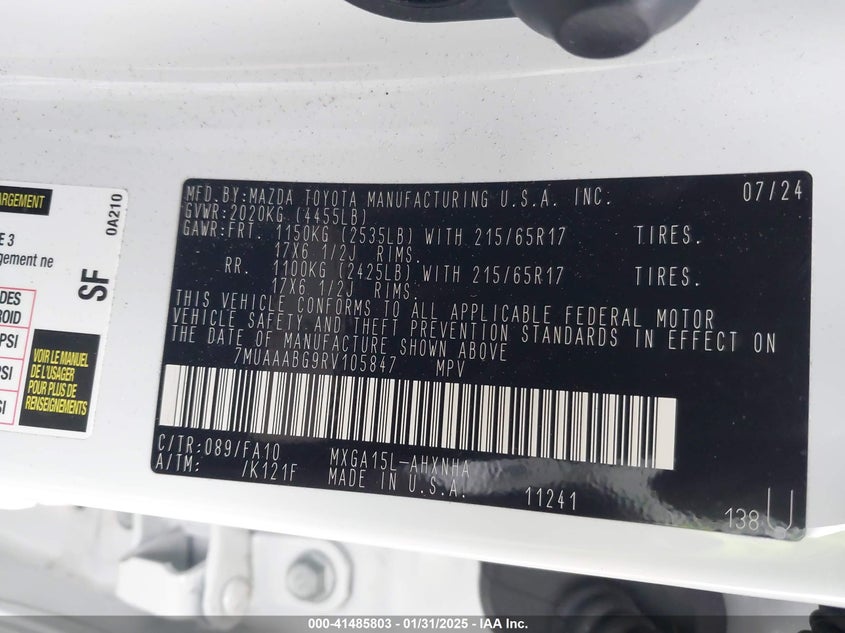 ARGEMENT
0A210
E 3
gement ne
SF
DES
ROID
PSI
PSI
SI
VOIR LE MANUEL
DE L'USAGER
POUR PLUS DE
RENSEIGNEMENTS
MFD.BY:MAZDA TOYOTA MANUFACTURING U.S.A. INC. 07/24
GVWR:2020KG (4455LB)
GAWR:FRT. 1150KG (2535LB) WITH 215/65R17 TIRES.
17X6 1/2J RIMS.
RR. 1100KG (2425LB) WITH 215/65R17 TIRES.
17X6 1/2J RIMS.
THIS VEHICLE CONFORMS TO ALL APPLICABLE FEDERAL MOTOR
VEHICLE SAFETY AND THEFT PREVENTION STANDARDS IN EFFECT ON
THE DATE OF MANUFACTURE SHOWN ABOVE
7MUAAABG9RV105847 MPV
C/TR:089/FA10 MXGA15L-AHXNHA
A/TM: /K121F MADE IN U.S.A. 11241
138 U
000-41485803 - 01/31/2025 - IAA Inc.